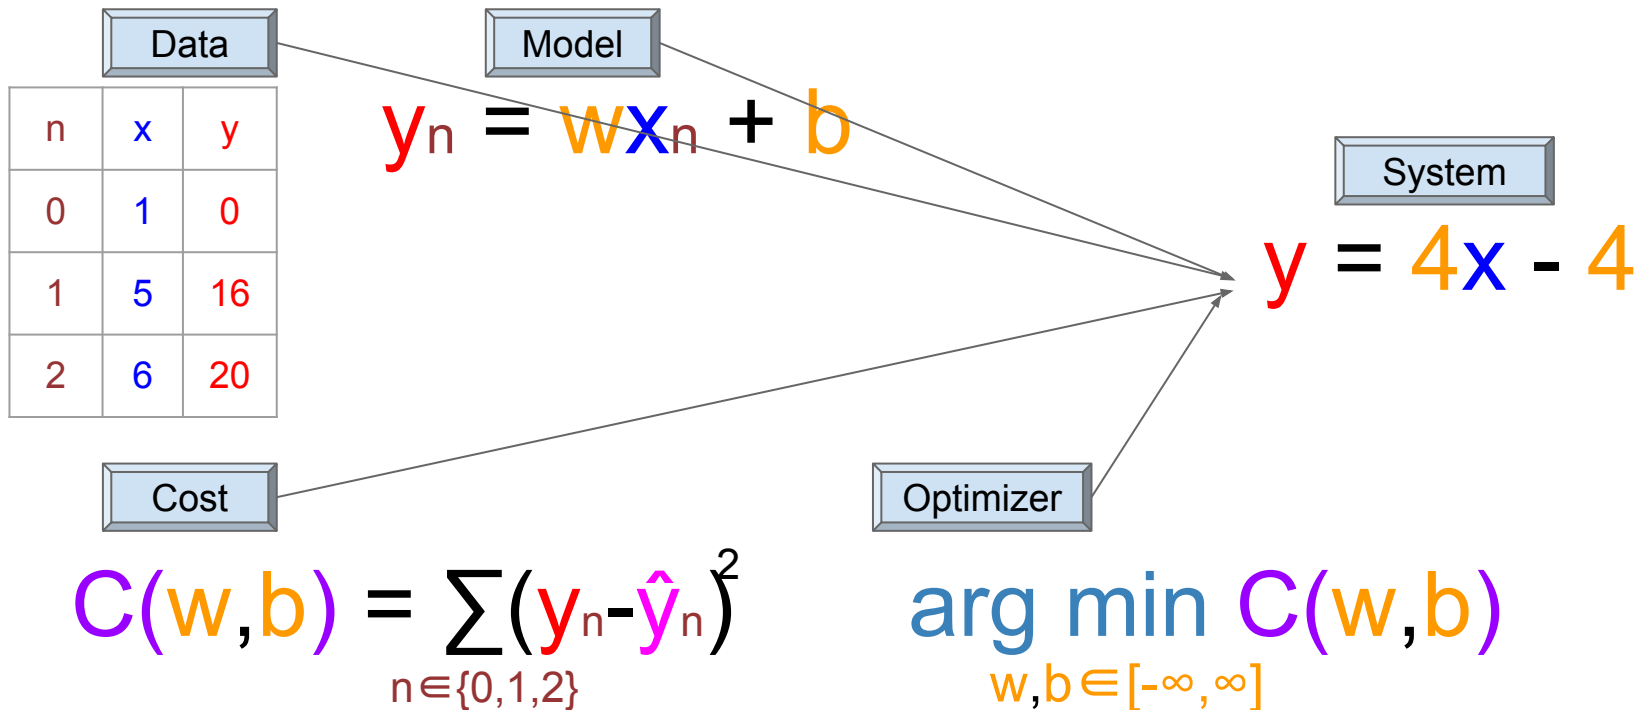 Data
Model
System
n x y
0 1 0
1 5 16
2 6 20
yₙ = wxₙ + b
y = 4x - 4
Cost
Optimizer
C(w,b) = ∑(yₙ-ŷₙ)²
n∈{0,1,2}
arg min C(w,b)
w,b∈[-∞,∞]